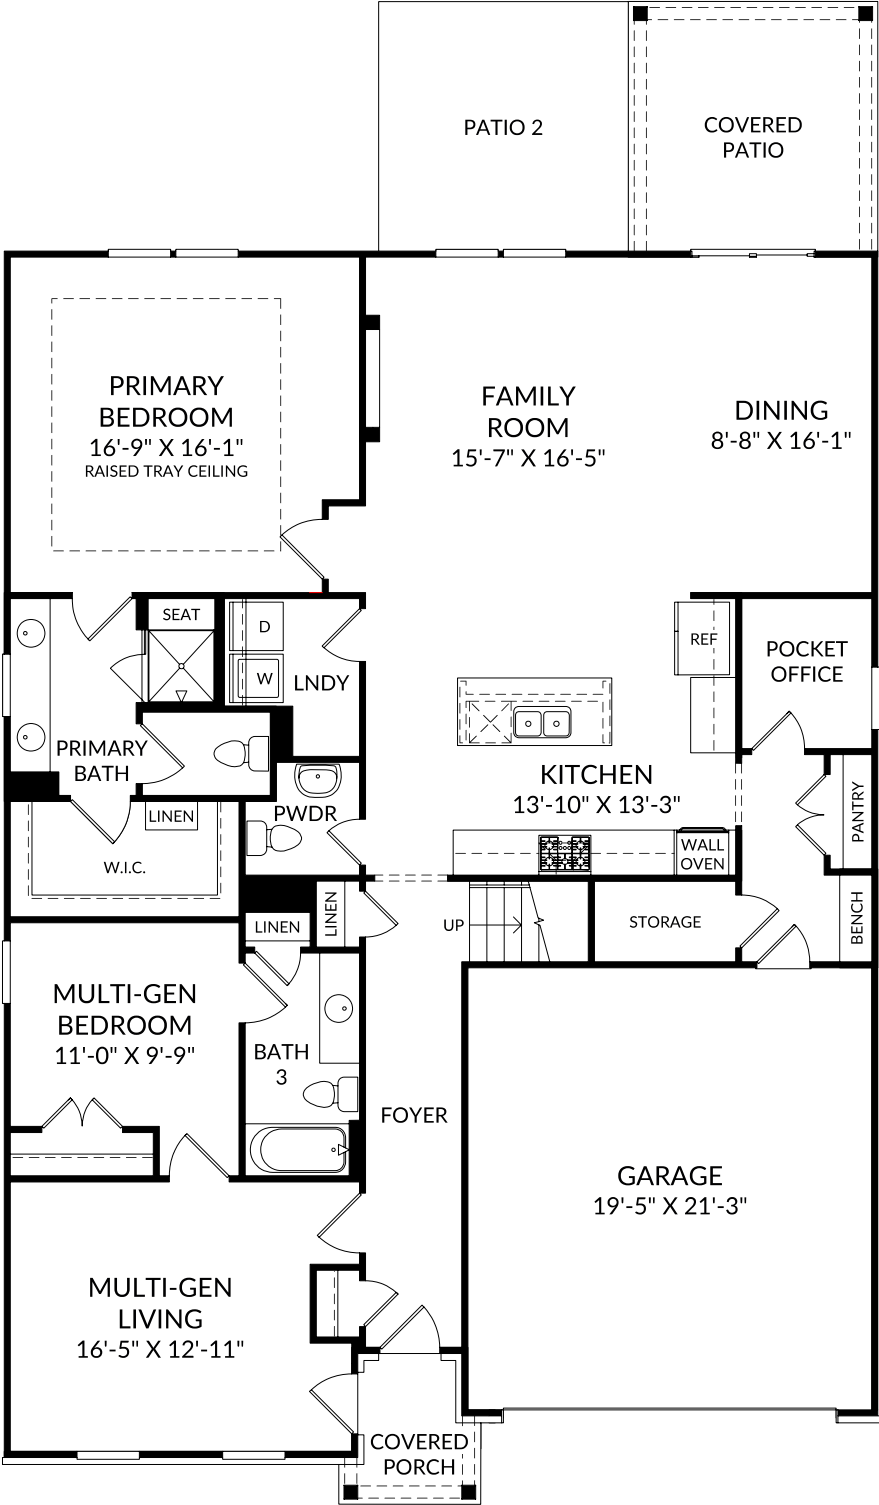 PATIO 2
COVERED
PATIO
PRIMARY
BEDROOM
16'-9" X 16'-1"
RAISED TRAY CEILING
FAMILY
ROOM
15'-7" X 16'-5"
DINING
8'-8" X 16'-1"
SEAT
D
W
LNDY
REF
POCKET
OFFICE
PRIMARY
BATH
KITCHEN
13'-10" X 13'-3"
PANTRY
LINEN
PWDR
W.I.C.
WALL
OVEN
LINEN
LINEN
UP
STORAGE
BENCH
MULTI-GEN
BEDROOM
11'-0" X 9'-9"
BATH
3
FOYER
GARAGE
19'-5" X 21'-3"
MULTI-GEN
LIVING
16'-5" X 12'-11"
COVERED
PORCH